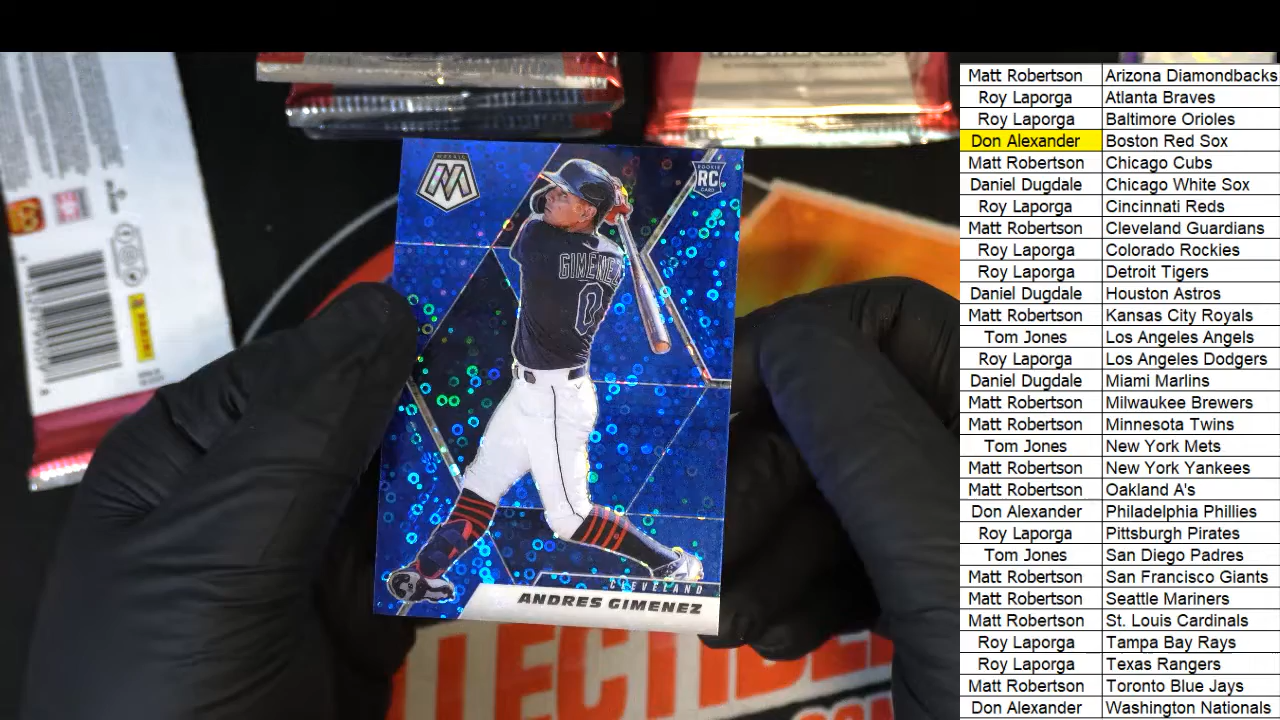 Matt Robertson Arizona Diamondbacks
Roy Laporga Atlanta Braves
Roy Laporga Baltimore Orioles
Don Alexander Boston Red Sox
Matt Robertson Chicago Cubs
Daniel Dugdale Chicago White Sox
Roy Laporga Cincinnati Reds
Matt Robertson Cleveland Guardians
Roy Laporga Colorado Rockies
Roy Laporga Detroit Tigers
Daniel Dugdale Houston Astros
Matt Robertson Kansas City Royals
Tom Jones Los Angeles Angels
Roy Laporga Los Angeles Dodgers
Daniel Dugdale Miami Marlins
Matt Robertson Milwaukee Brewers
Matt Robertson Minnesota Twins
Tom Jones New York Mets
Matt Robertson New York Yankees
Matt Robertson Oakland A's
Don Alexander Philadelphia Phillies
Roy Laporga Pittsburgh Pirates
Tom Jones San Diego Padres
Matt Robertson San Francisco Giants
Matt Robertson Seattle Mariners
Matt Robertson St. Louis Cardinals
Roy Laporga Tampa Bay Rays
Roy Laporga Texas Rangers
Matt Robertson Toronto Blue Jays
Don Alexander Washington Nationals
MOSAIC
M
ROOKIE
RC
CARD
GIMENEZ
0
CLEVELAND
ANDRES GIMENEZ
PANINI